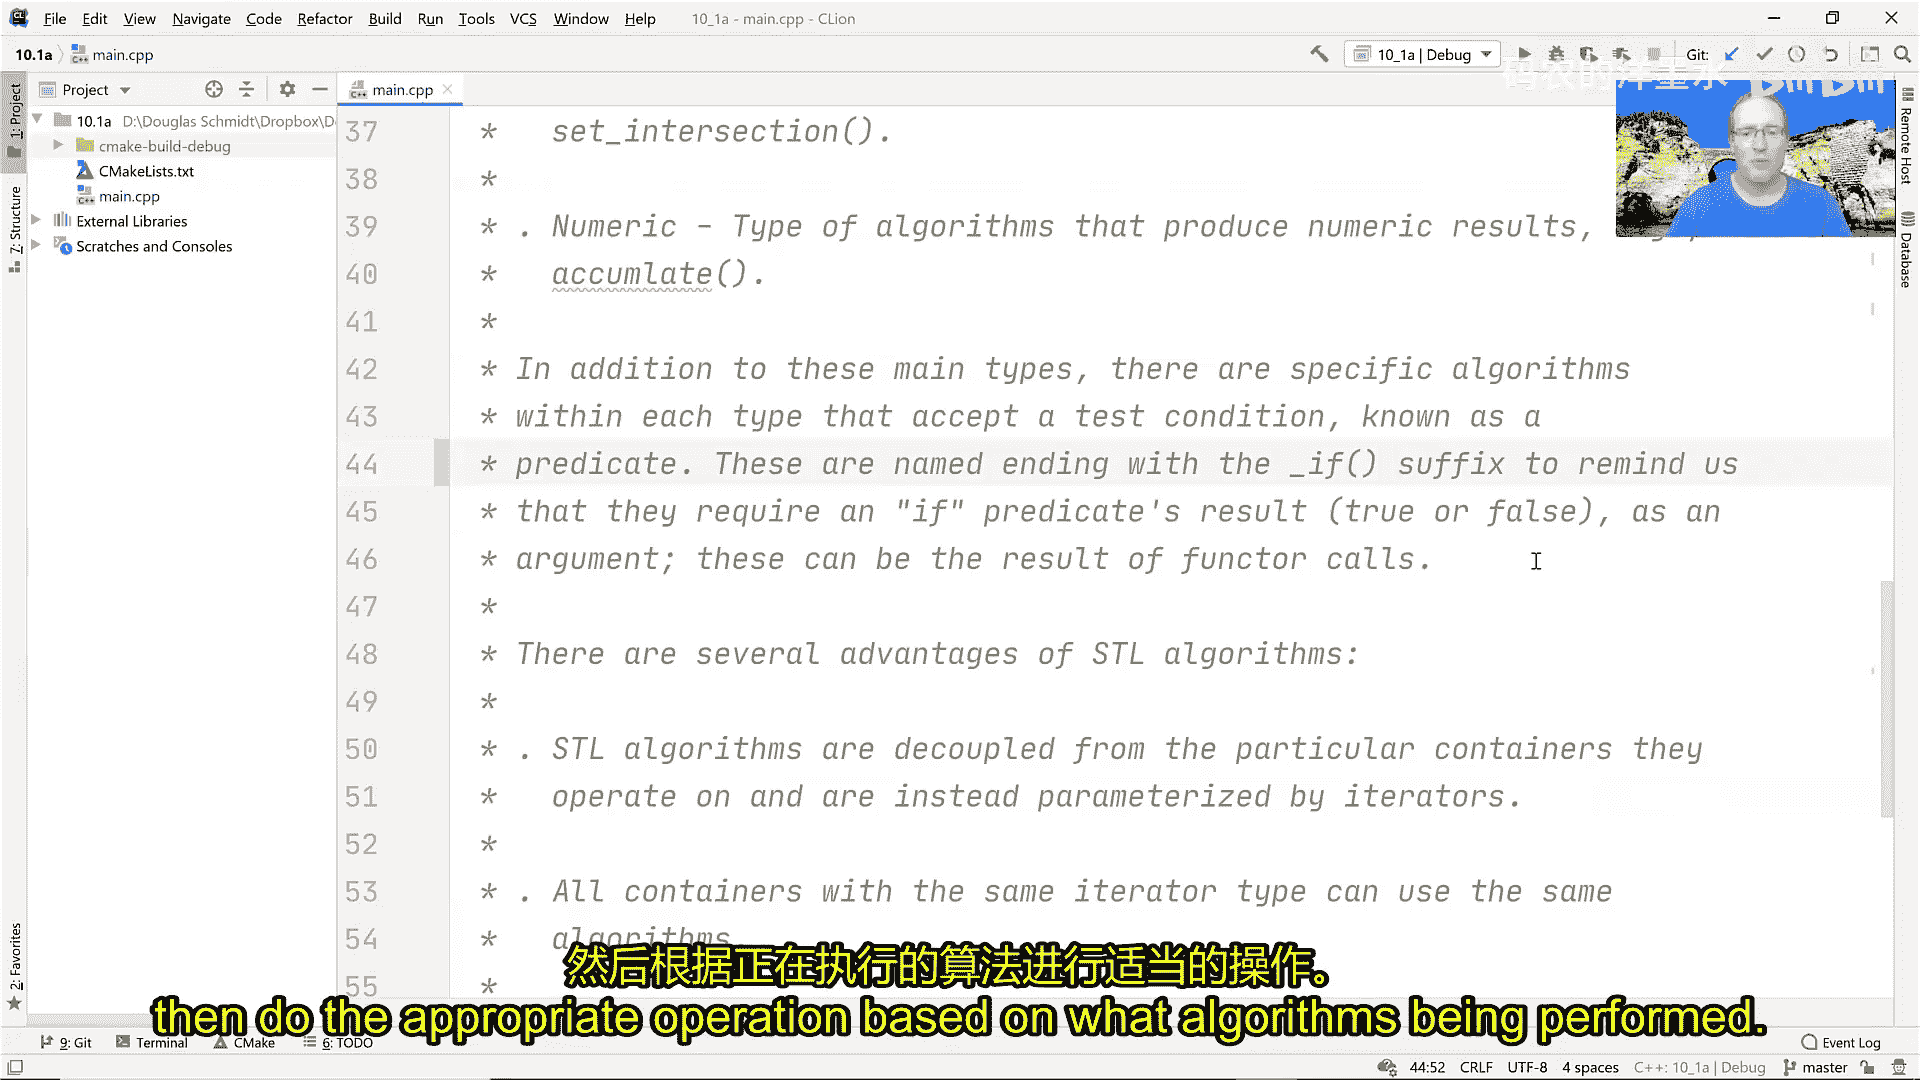 File Edit View Navigate Code Refactor Build Run Tools VCS Window Help 10_1a - main.cpp - CLion
10.1a main.cpp 10_1a | Debug Git:
Project main.cpp
1: Project
10.1a D:\Douglas Schmidt\Dropbox\D
cmake-build-debug
CMakeLists.txt
main.cpp
External Libraries
Scratches and Consoles
7: Structure
2: Favorites
Remote Host
Database
码农的洋墨水
37 * set_intersection().
38 *
39 * . Numeric - Type of algorithms that produce numeric results,
40 * accumlate().
41 *
42 * In addition to these main types, there are specific algorithms
43 * within each type that accept a test condition, known as a
44 * predicate. These are named ending with the _if() suffix to remind us
45 * that they require an "if" predicate's result (true or false), as an
46 * argument; these can be the result of functor calls.
47 *
48 * There are several advantages of STL algorithms:
49 *
50 * . STL algorithms are decoupled from the particular containers they
51 * operate on and are instead parameterized by iterators.
52 *
53 * . All containers with the same iterator type can use the same
54 * algorithms
55 *
然后根据正在执行的算法进行适当的操作。
then do the appropriate operation based on what algorithms being performed.
9: Git Terminal CMake 6: TODO Event Log
44:52 CRLF UTF-8 4 spaces C++: 10_1a | Debug master